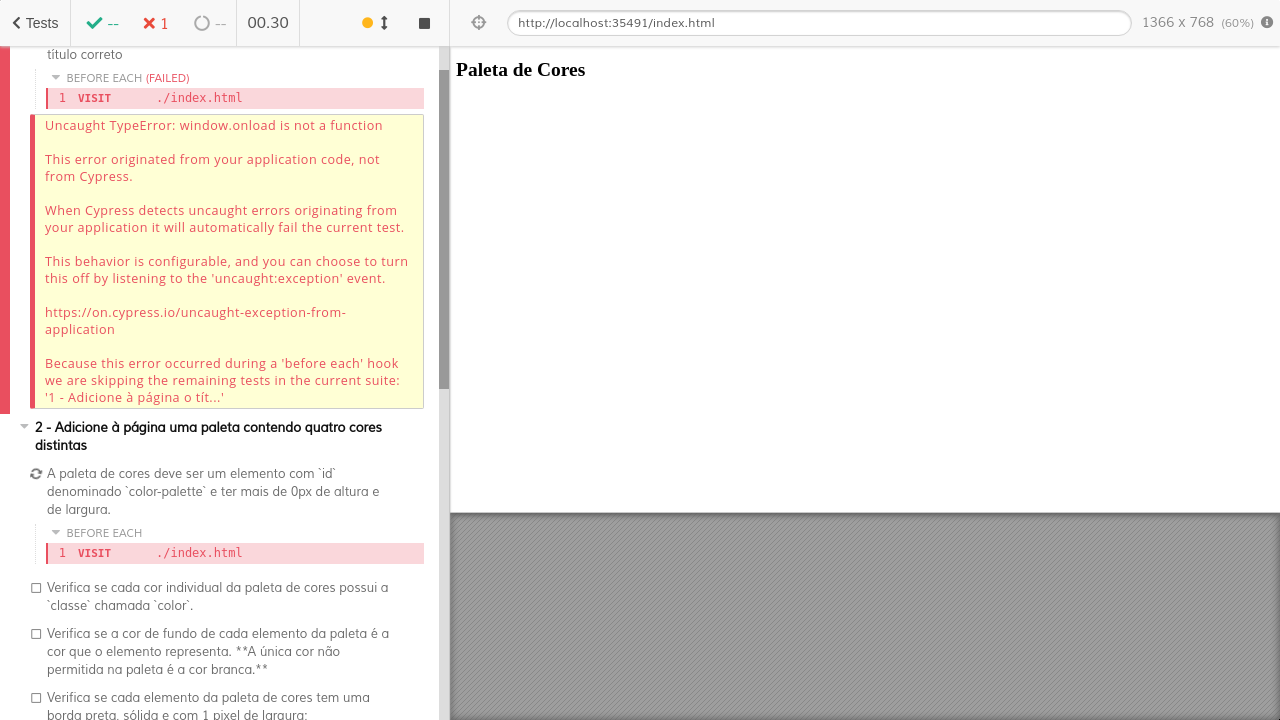 Tests
--
1
--
00.30
http://localhost:35491/index.html
1366 x 768 (60%)
título correto
BEFORE EACH (FAILED)
1 VISIT ./index.html
Uncaught TypeError: window.onload is not a function
This error originated from your application code, not
from Cypress.
When Cypress detects uncaught errors originating from
your application it will automatically fail the current test.
This behavior is configurable, and you can choose to turn
this off by listening to the 'uncaught:exception' event.
https://on.cypress.io/uncaught-exception-from-
application
Because this error occurred during a 'before each' hook
we are skipping the remaining tests in the current suite:
'1 - Adicione à página o tít...'
2 - Adicione à página uma paleta contendo quatro cores
distintas
A paleta de cores deve ser um elemento com `id`
denominado `color-palette` e ter mais de 0px de altura e
de largura.
BEFORE EACH
1 VISIT ./index.html
Verifica se cada cor individual da paleta de cores possui a
`classe` chamada `color`.
Verifica se a cor de fundo de cada elemento da paleta é a
cor que o elemento representa. **A única cor não
permitida na paleta é a cor branca.**
Verifica se cada elemento da paleta de cores tem uma
borda preta, sólida e com 1 pixel de largura;
Paleta de Cores